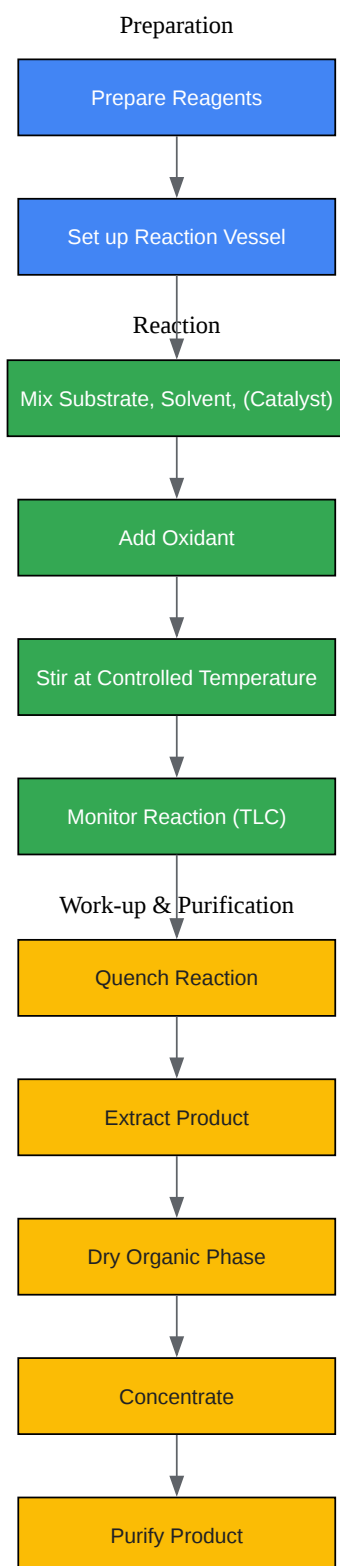 Preparation
Prepare Reagents
Set up Reaction Vessel
Reaction
Mix Substrate, Solvent, (Catalyst)
Add Oxidant
Stir at Controlled Temperature
Monitor Reaction (TLC)
Work-up & Purification
Quench Reaction
Extract Product
Dry Organic Phase
Concentrate
Purify Product